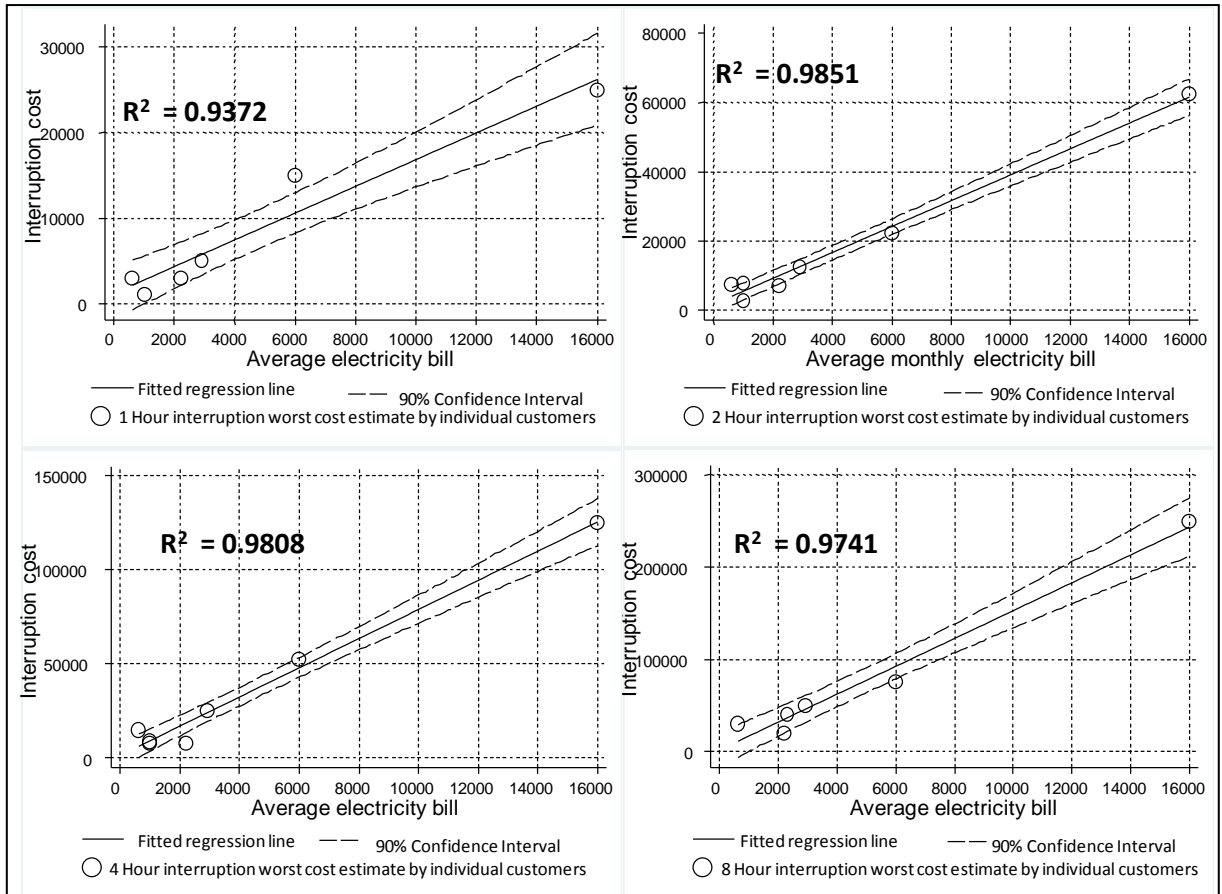 30000
20000
10000
0
Interruption cost
R² = 0.9372
0 2000 4000 6000 8000 10000 12000 14000 16000
Average electricity bill
Fitted regression line 90% Confidence Interval
1 Hour interruption worst cost estimate by individual customers
80000
60000
40000
20000
0
Interruption cost
R² = 0.9851
0 2000 4000 6000 8000 10000 12000 14000 16000
Average monthly electricity bill
Fitted regression line 90% Confidence Interval
2 Hour interruption worst cost estimate by individual customers
150000
100000
50000
0
Interruption cost
R² = 0.9808
0 2000 4000 6000 8000 10000 12000 14000 16000
Average electricity bill
Fitted regression line 90% Confidence Interval
4 Hour interruption worst cost estimate by individual customers
300000
200000
100000
0
Interruption cost
R² = 0.9741
0 2000 4000 6000 8000 10000 12000 14000 16000
Average electricity bill
Fitted regression line 90% Confidence Interval
8 Hour interruption worst cost estimate by individual customers